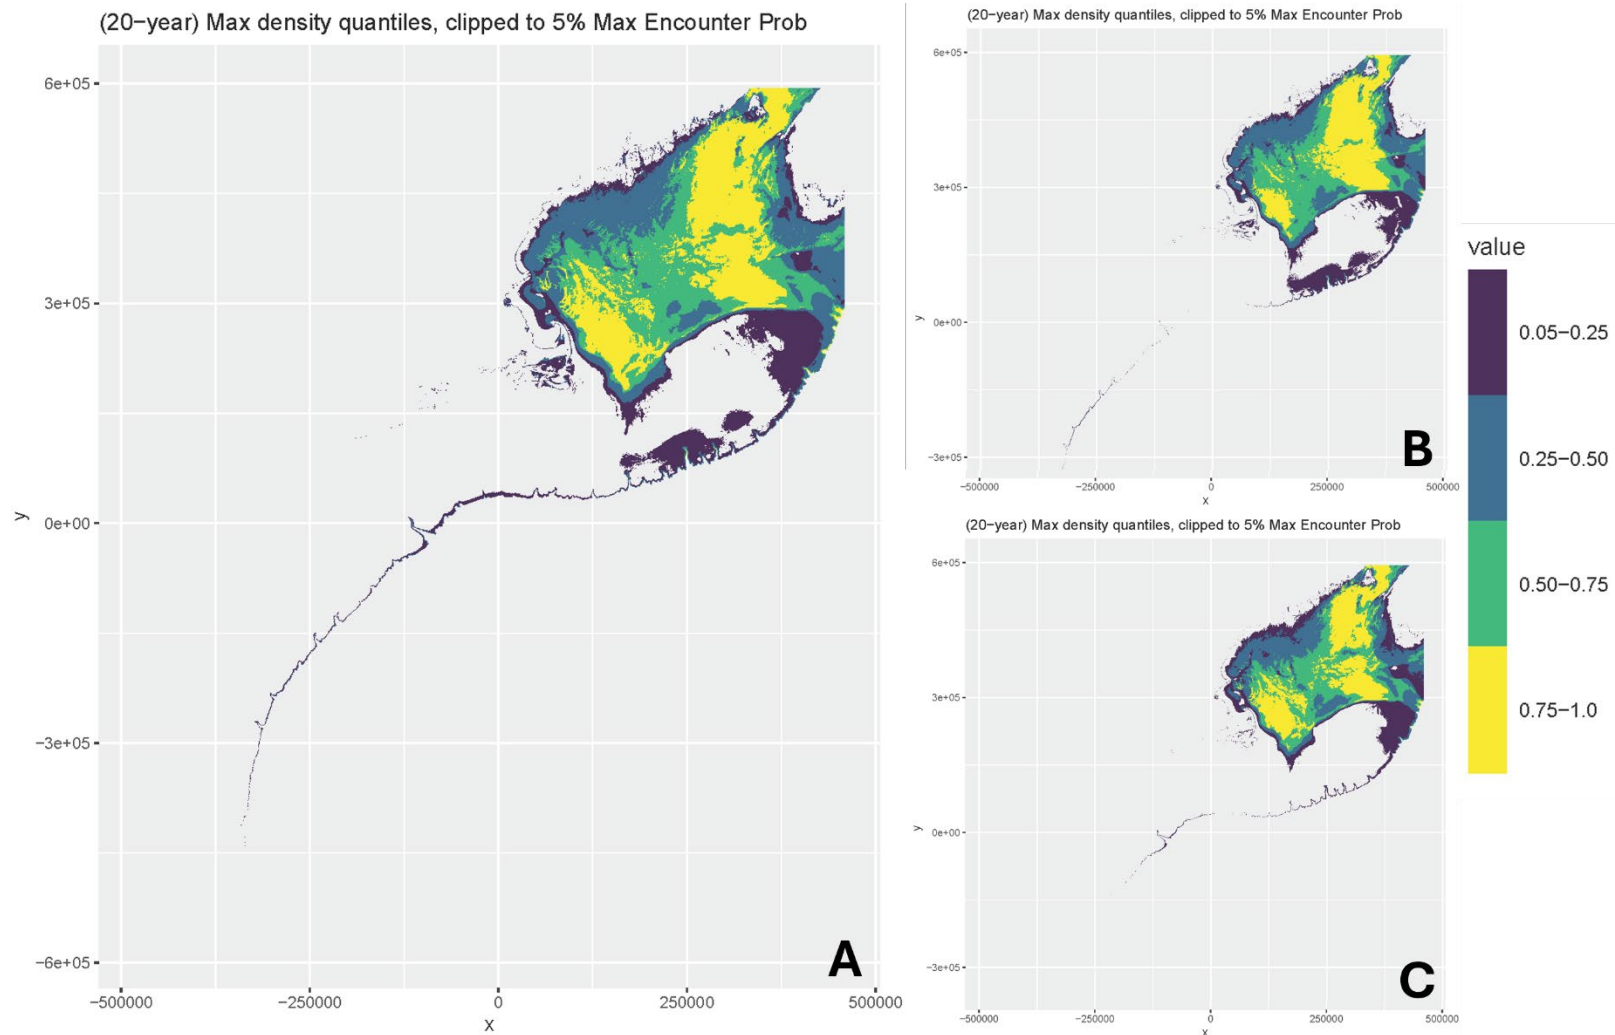 (20−year) Max density quantiles, clipped to 5% Max Encounter Prob
6e+05
3e+05
0e+00
−3e+05
−6e+05
y
−500000
−250000
0
250000
500000
x
A
(20−year) Max density quantiles, clipped to 5% Max Encounter Prob
6e+05
3e+05
0e+00
−3e+05
y
−500000
−250000
0
250000
500000
x
B
(20−year) Max density quantiles, clipped to 5% Max Encounter Prob
6e+05
3e+05
0e+00
−3e+05
y
−500000
−250000
0
250000
500000
x
C
value
0.05−0.25
0.25−0.50
0.50−0.75
0.75−1.0